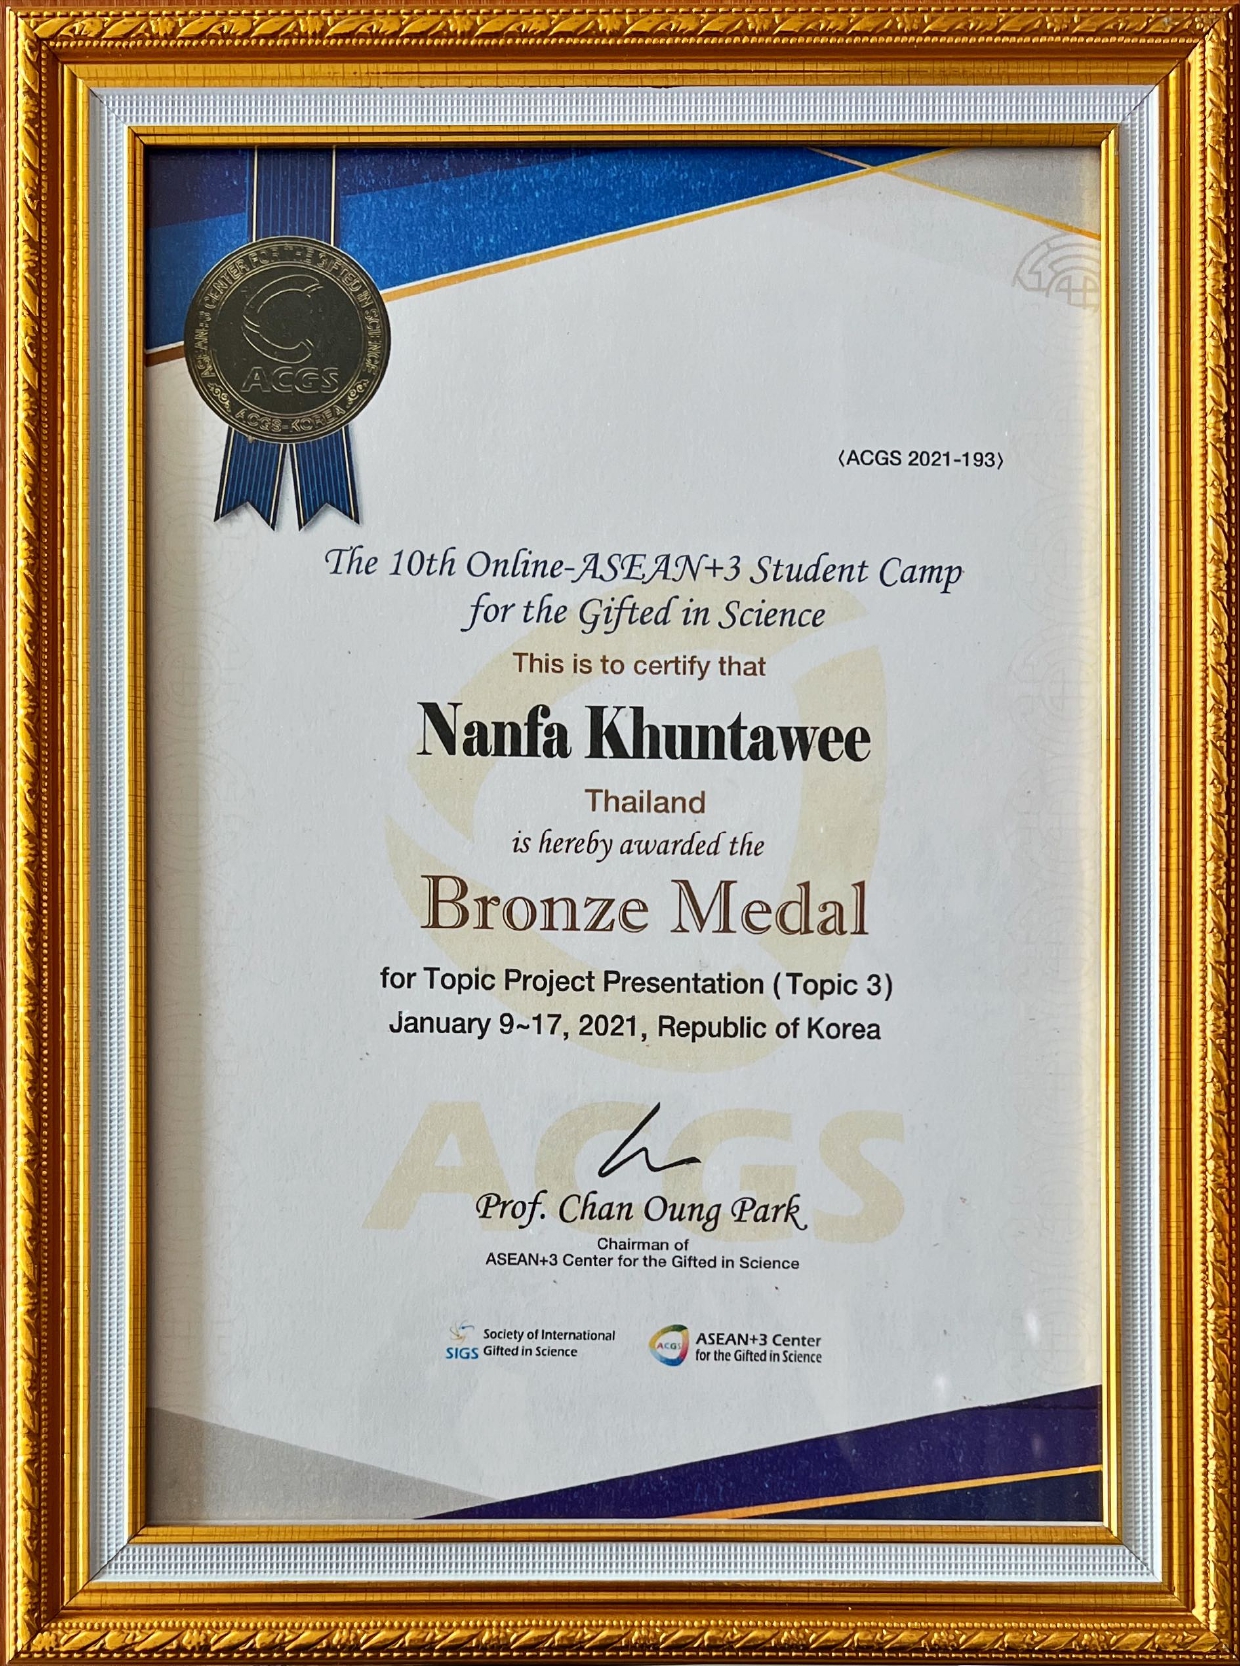 ASEAN+3 CENTER FOR THE GIFTED IN SCIENCE
ACGS
ACGS-KOREA
〈ACGS 2021-193〉
The 10th Online-ASEAN+3 Student Camp
for the Gifted in Science
This is to certify that
Nanfa Khuntawee
Thailand
is hereby awarded the
Bronze Medal
for Topic Project Presentation ( Topic 3)
January 9~17, 2021, Republic of Korea
ACGS
Prof. Chan Oung Park
Chairman of
ASEAN+3 Center for the Gifted in Science
SIGS
Society of International
Gifted in Science
ACGS
ASEAN+3 Center
for the Gifted in Science